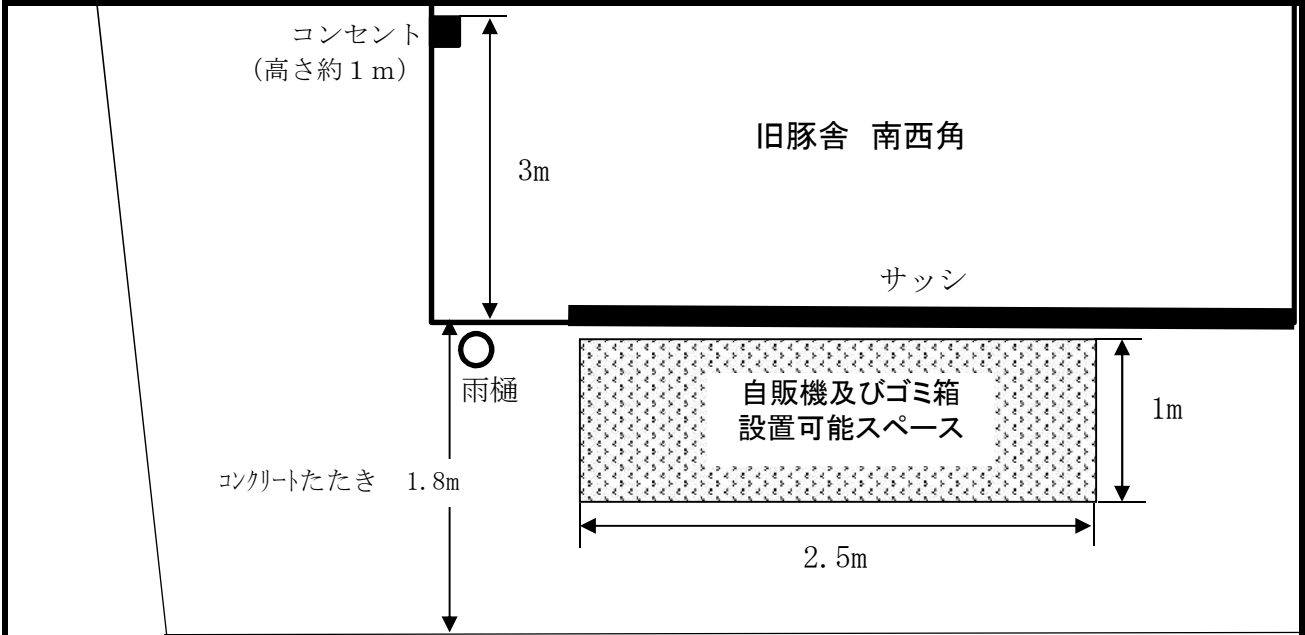 コンセント
(高さ約１ｍ)
旧豚舎 南西角
3m
サッシ
雨樋
自販機及びゴミ箱
設置可能スペース
1m
コンクリートたたき 1.8m
2.5m